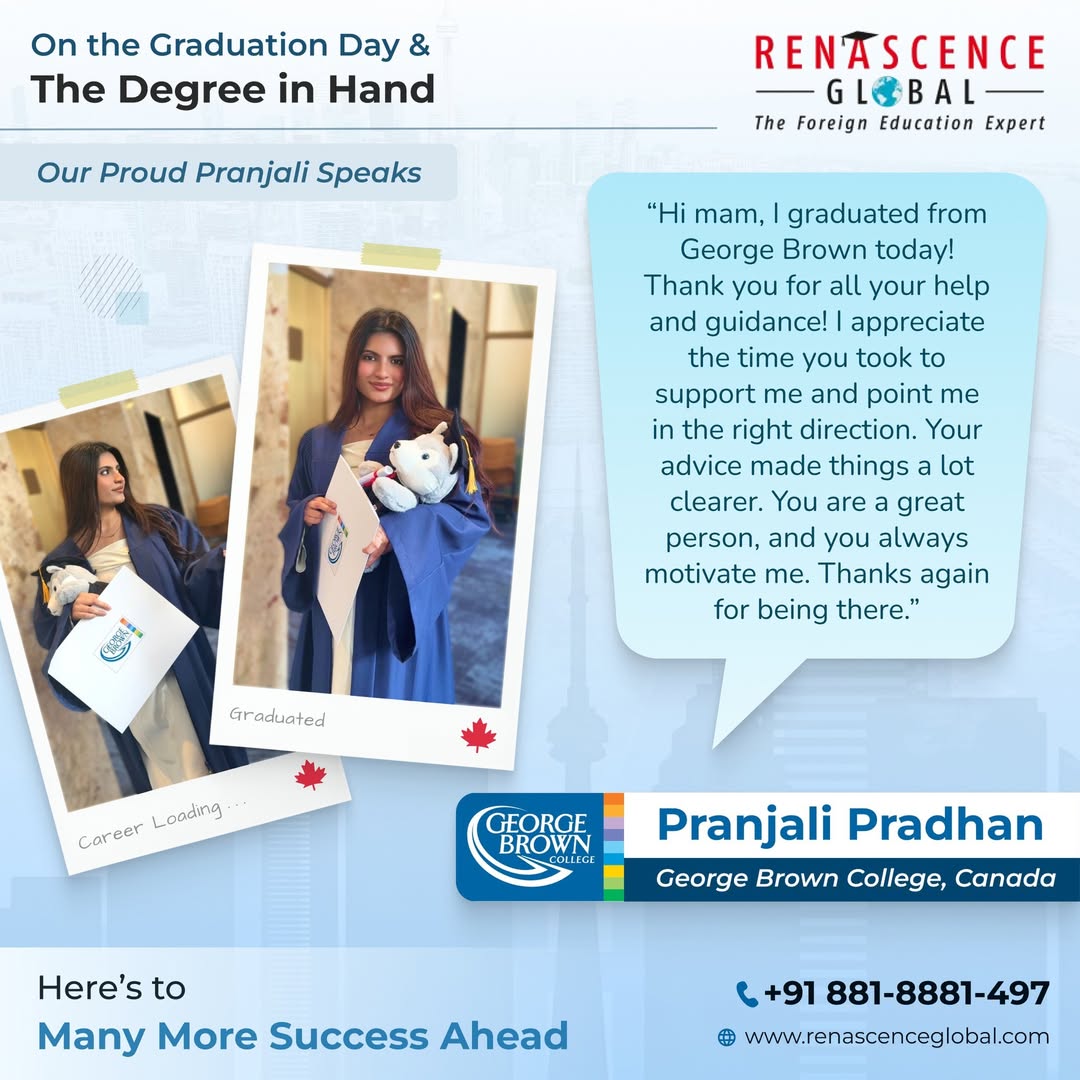 On the Graduation Day &
The Degree in Hand
RENASCENCE
GLOBAL
The Foreign Education Expert
Our Proud Pranjali Speaks
“Hi mam, I graduated from
George Brown today!
Thank you for all your help
and guidance! I appreciate
the time you took to
support me and point me
in the right direction. Your
advice made things a lot
clearer. You are a great
person, and you always
motivate me. Thanks again
for being there.”
GEORGE
BROWN
Graduated
GEORGE
BROWN
Career Loading ...
GEORGE
BROWN
COLLEGE
Pranjali Pradhan
George Brown College, Canada
Here’s to
Many More Success Ahead
+91 881-8881-497
www.renascenceglobal.com